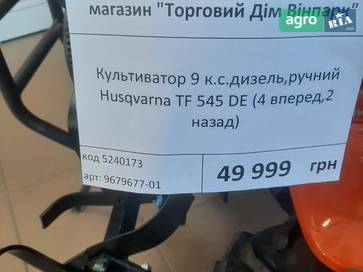 магазин "Торговий Дім Вінпарк"
agro RIA.com
Культиватор 9 к.с.дизель,ручний
Husqvarna TF 545 DE (4 вперед,2
назад)
код 5240173
49 999 грн
арт: 9679677-01